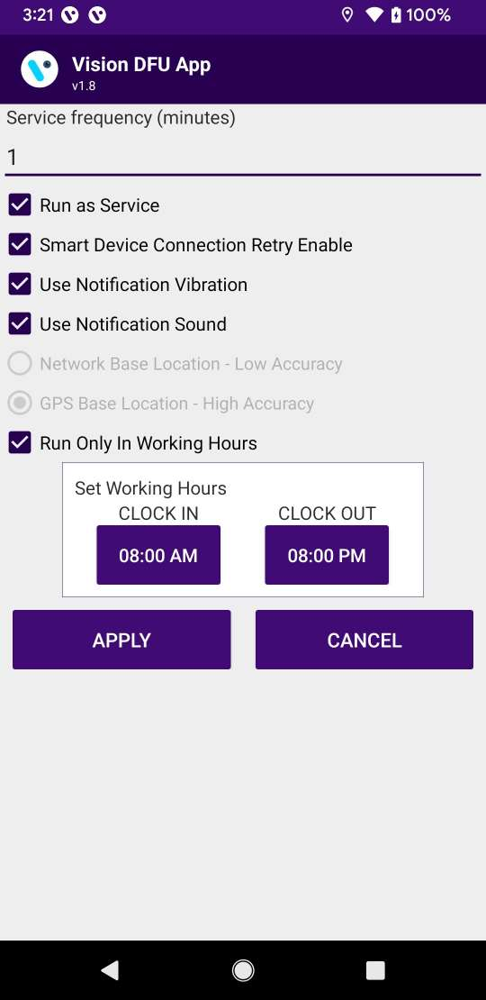 3:21 100%
Vision DFU App
v1.8
Service frequency (minutes)
1
Run as Service
Smart Device Connection Retry Enable
Use Notification Vibration
Use Notification Sound
Network Base Location - Low Accuracy
GPS Base Location - High Accuracy
Run Only In Working Hours
Set Working Hours
CLOCK IN CLOCK OUT
08:00 AM 08:00 PM
APPLY CANCEL